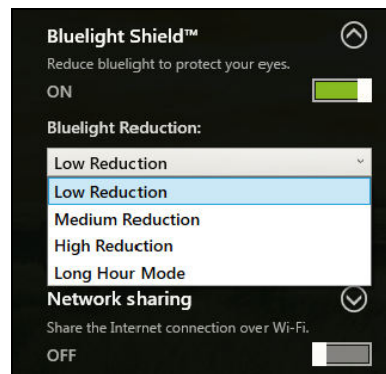 Bluelight Shield™
Reduce bluelight to protect your eyes.
ON
Bluelight Reduction:
Low Reduction
Low Reduction
Medium Reduction
High Reduction
Long Hour Mode
Network sharing
Share the Internet connection over Wi-Fi.
OFF